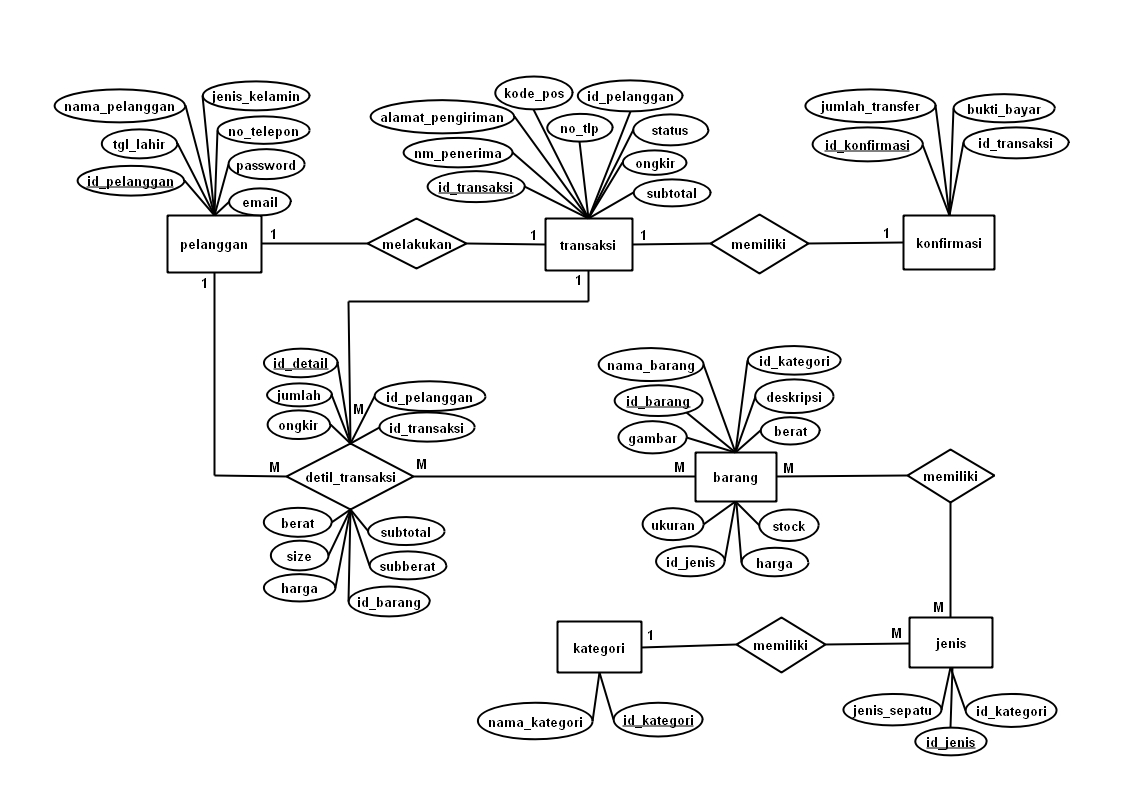 nama_pelanggan
jenis_kelamin
tgl_lahir
no_telepon
id_pelanggan
password
email
pelanggan
1
melakukan
1
kode_pos
id_pelanggan
alamat_pengiriman
no_tlp
status
nm_penerima
ongkir
id_transaksi
subtotal
transaksi
1
memiliki
1
jumlah_transfer
bukti_bayar
id_konfirmasi
id_transaksi
konfirmasi
1
1
id_detail
jumlah
ongkir
M
id_pelanggan
id_transaksi
M
detil_transaksi
M
berat
size
harga
subtotal
subberat
id_barang
nama_barang
id_kategori
id_barang
deskripsi
gambar
berat
M
barang
M
memiliki
ukuran
stock
id_jenis
harga
M
kategori
1
memiliki
M
jenis
nama_kategori
id_kategori
jenis_sepatu
id_kategori
id_jenis